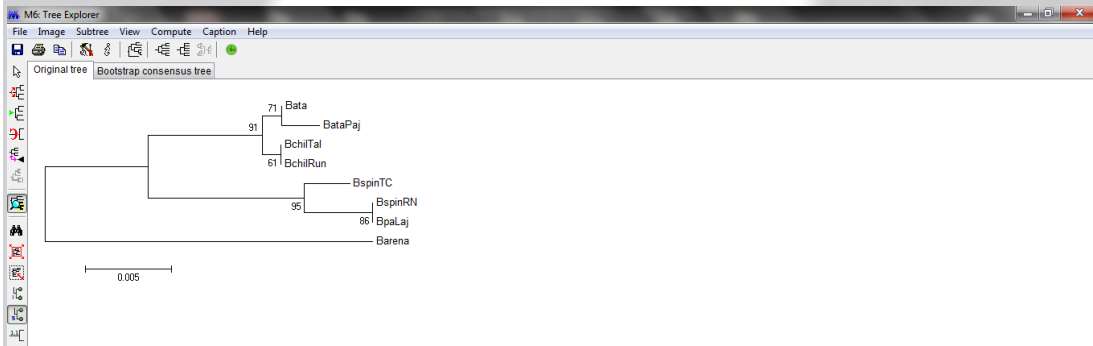 M6: Tree Explorer
File Image Subtree View Compute Caption Help
Original tree Bootstrap consensus tree
71 Bata
91 BataPaj
BchilTal
61 BchilRun
BspinTC
95 BspinRN
86 BpaLaj
Barena
0.005